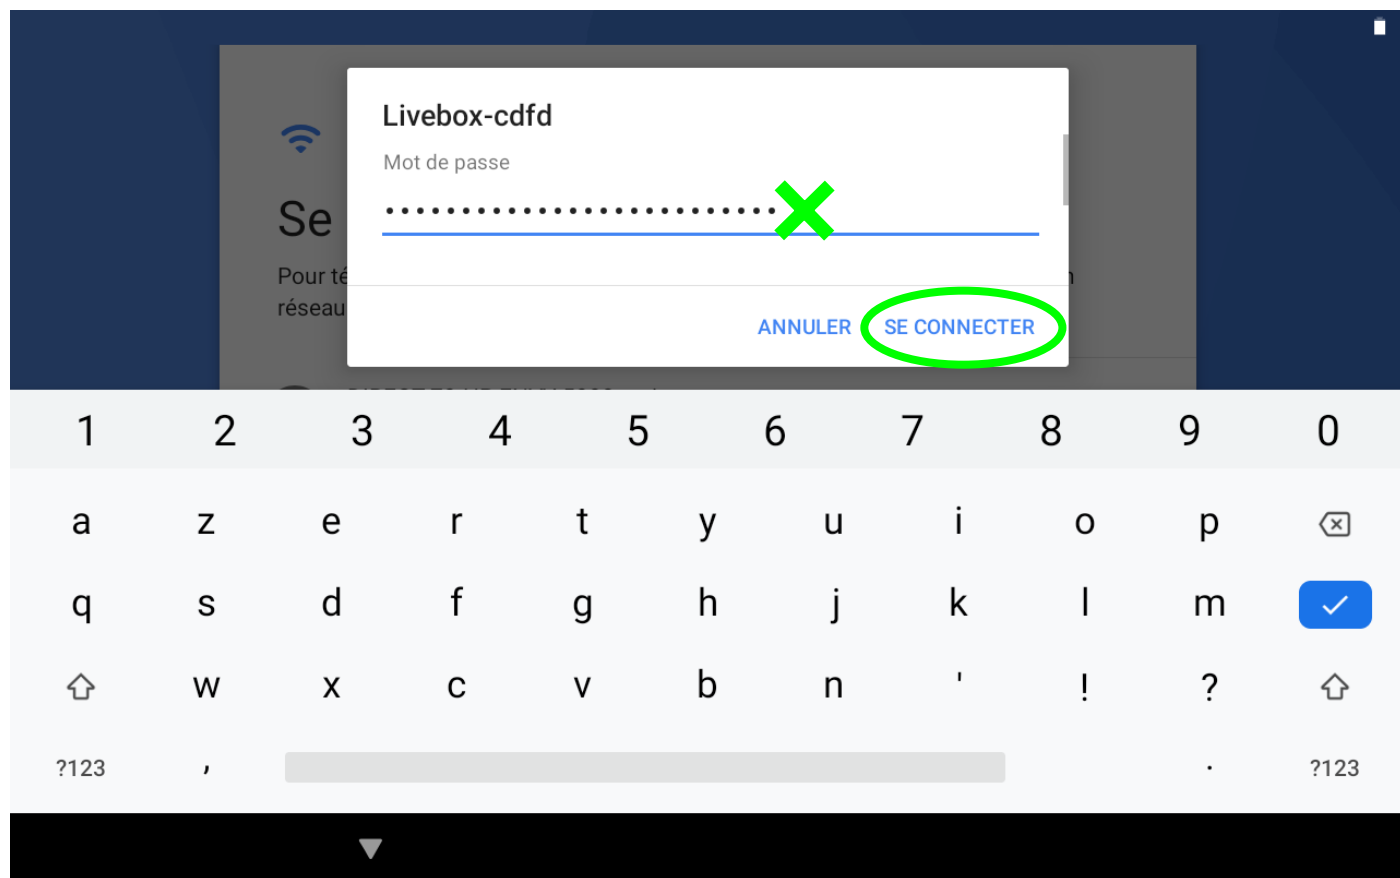 Livebox-cdfd
Mot de passe
••••••••••••••••••••••••••
Se
Pour té
réseau
ANNULER SE CONNECTER
1 2 3 4 5 6 7 8 9 0
a z e r t y u i o p
q s d f g h j k l m
w x c v b n ' ! ?
?123 , . ?123